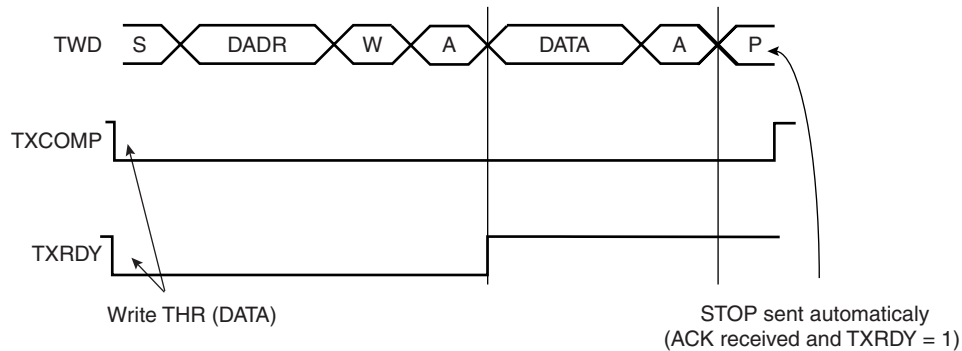 TWD S DADR W A DATA A P
TXCOMP
TXRDY
Write THR (DATA)
STOP sent automaticaly
(ACK received and TXRDY = 1)